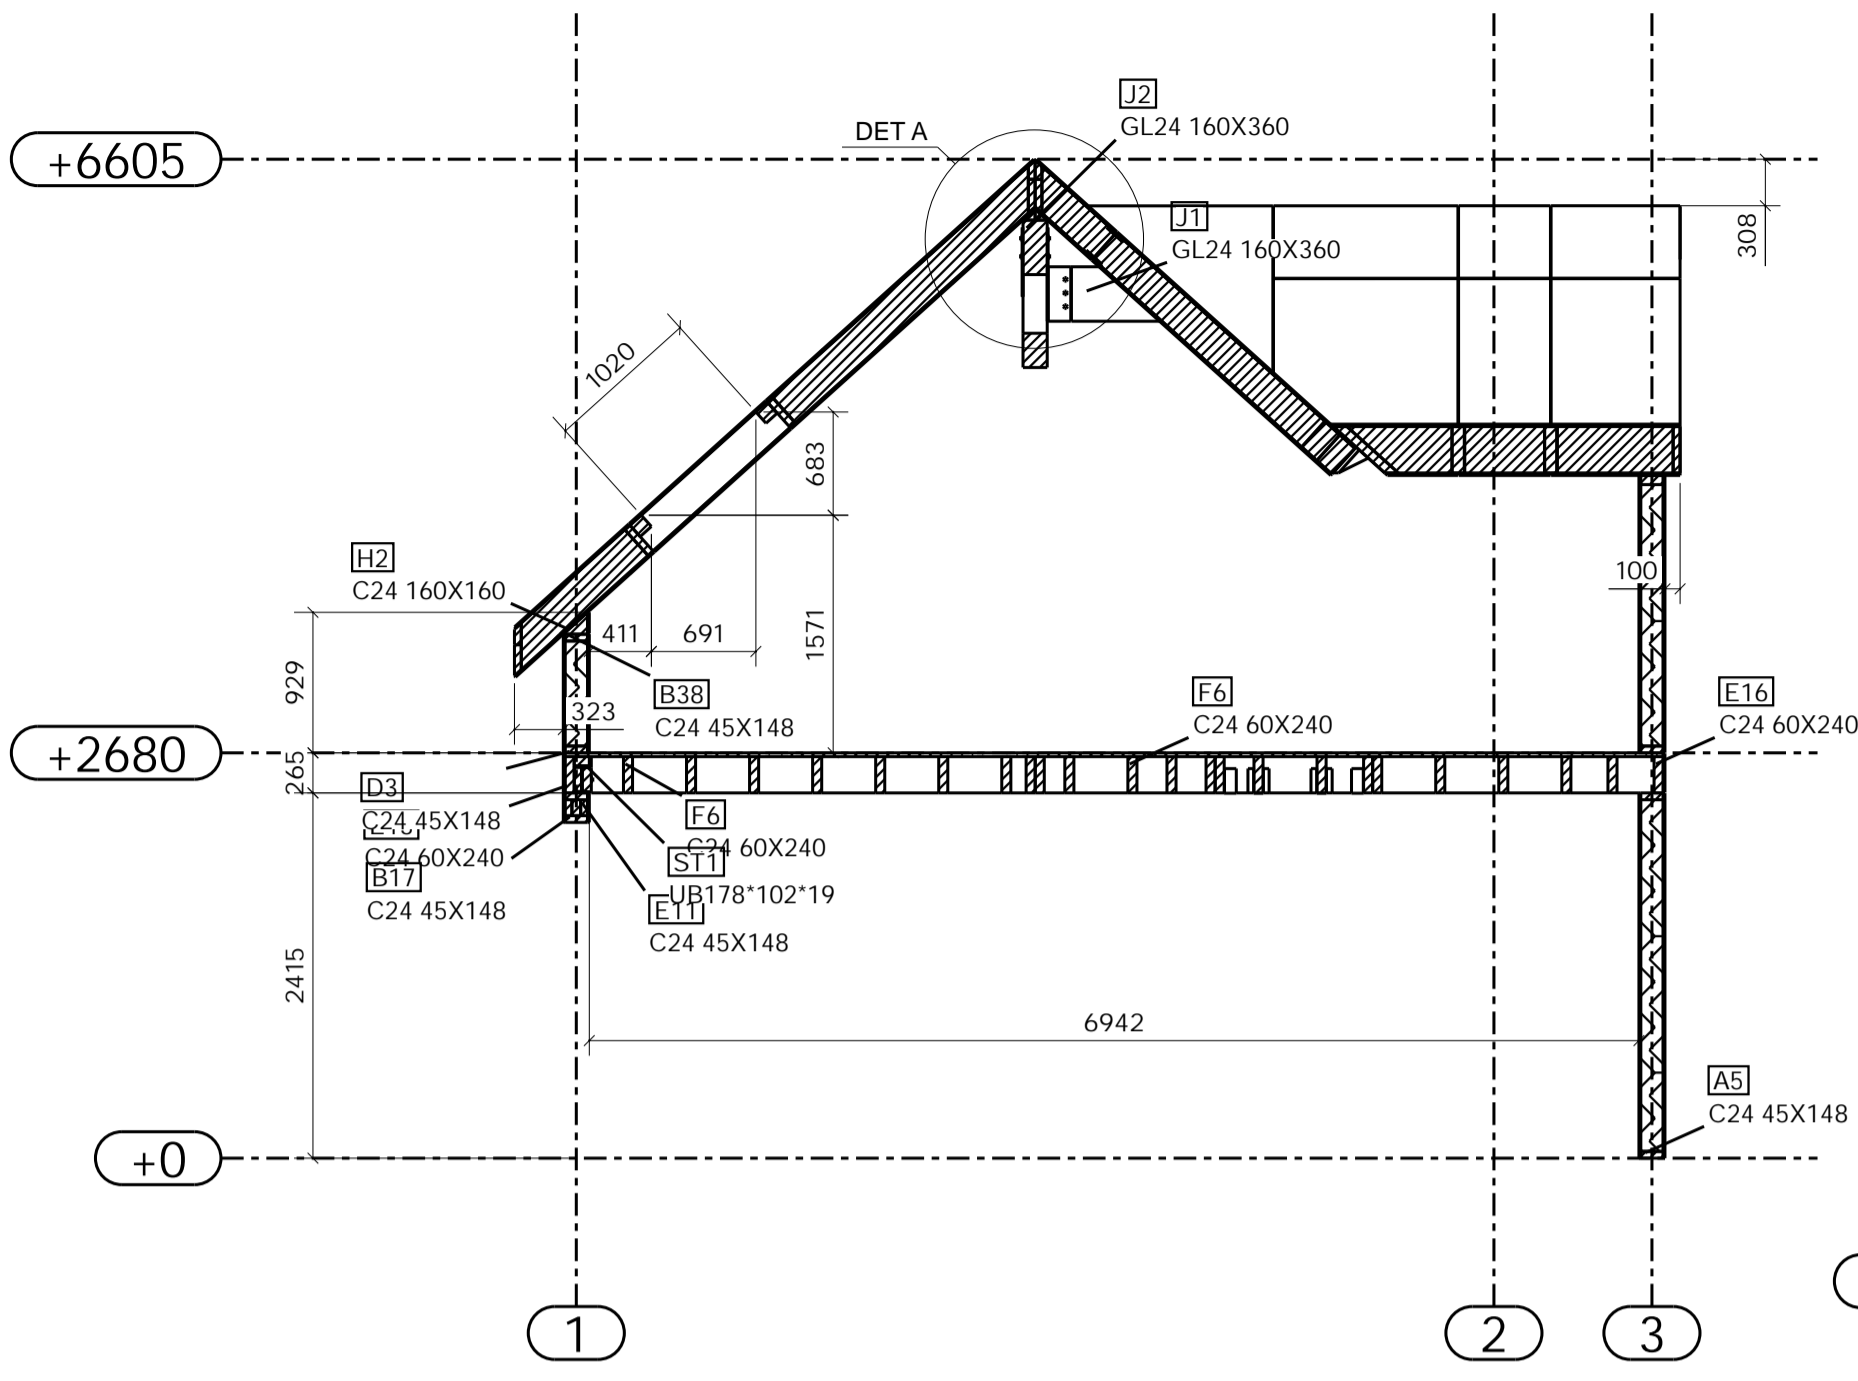 J2
GL24 160X360
DET A
+6605
J1
GL24 160X360
308
1020
683
H2
C24 160X160
100
411
691
1571
929
B38
C24 45X148
323
F6
C24 60X240
E16
C24 60X240
+2680
265
D3
C24 45X148
C24 60X240
B17
C24 45X148
F6
C24 60X240
ST1
UB178*102*19
E11
C24 45X148
2415
6942
A5
C24 45X148
+0
1
2
3